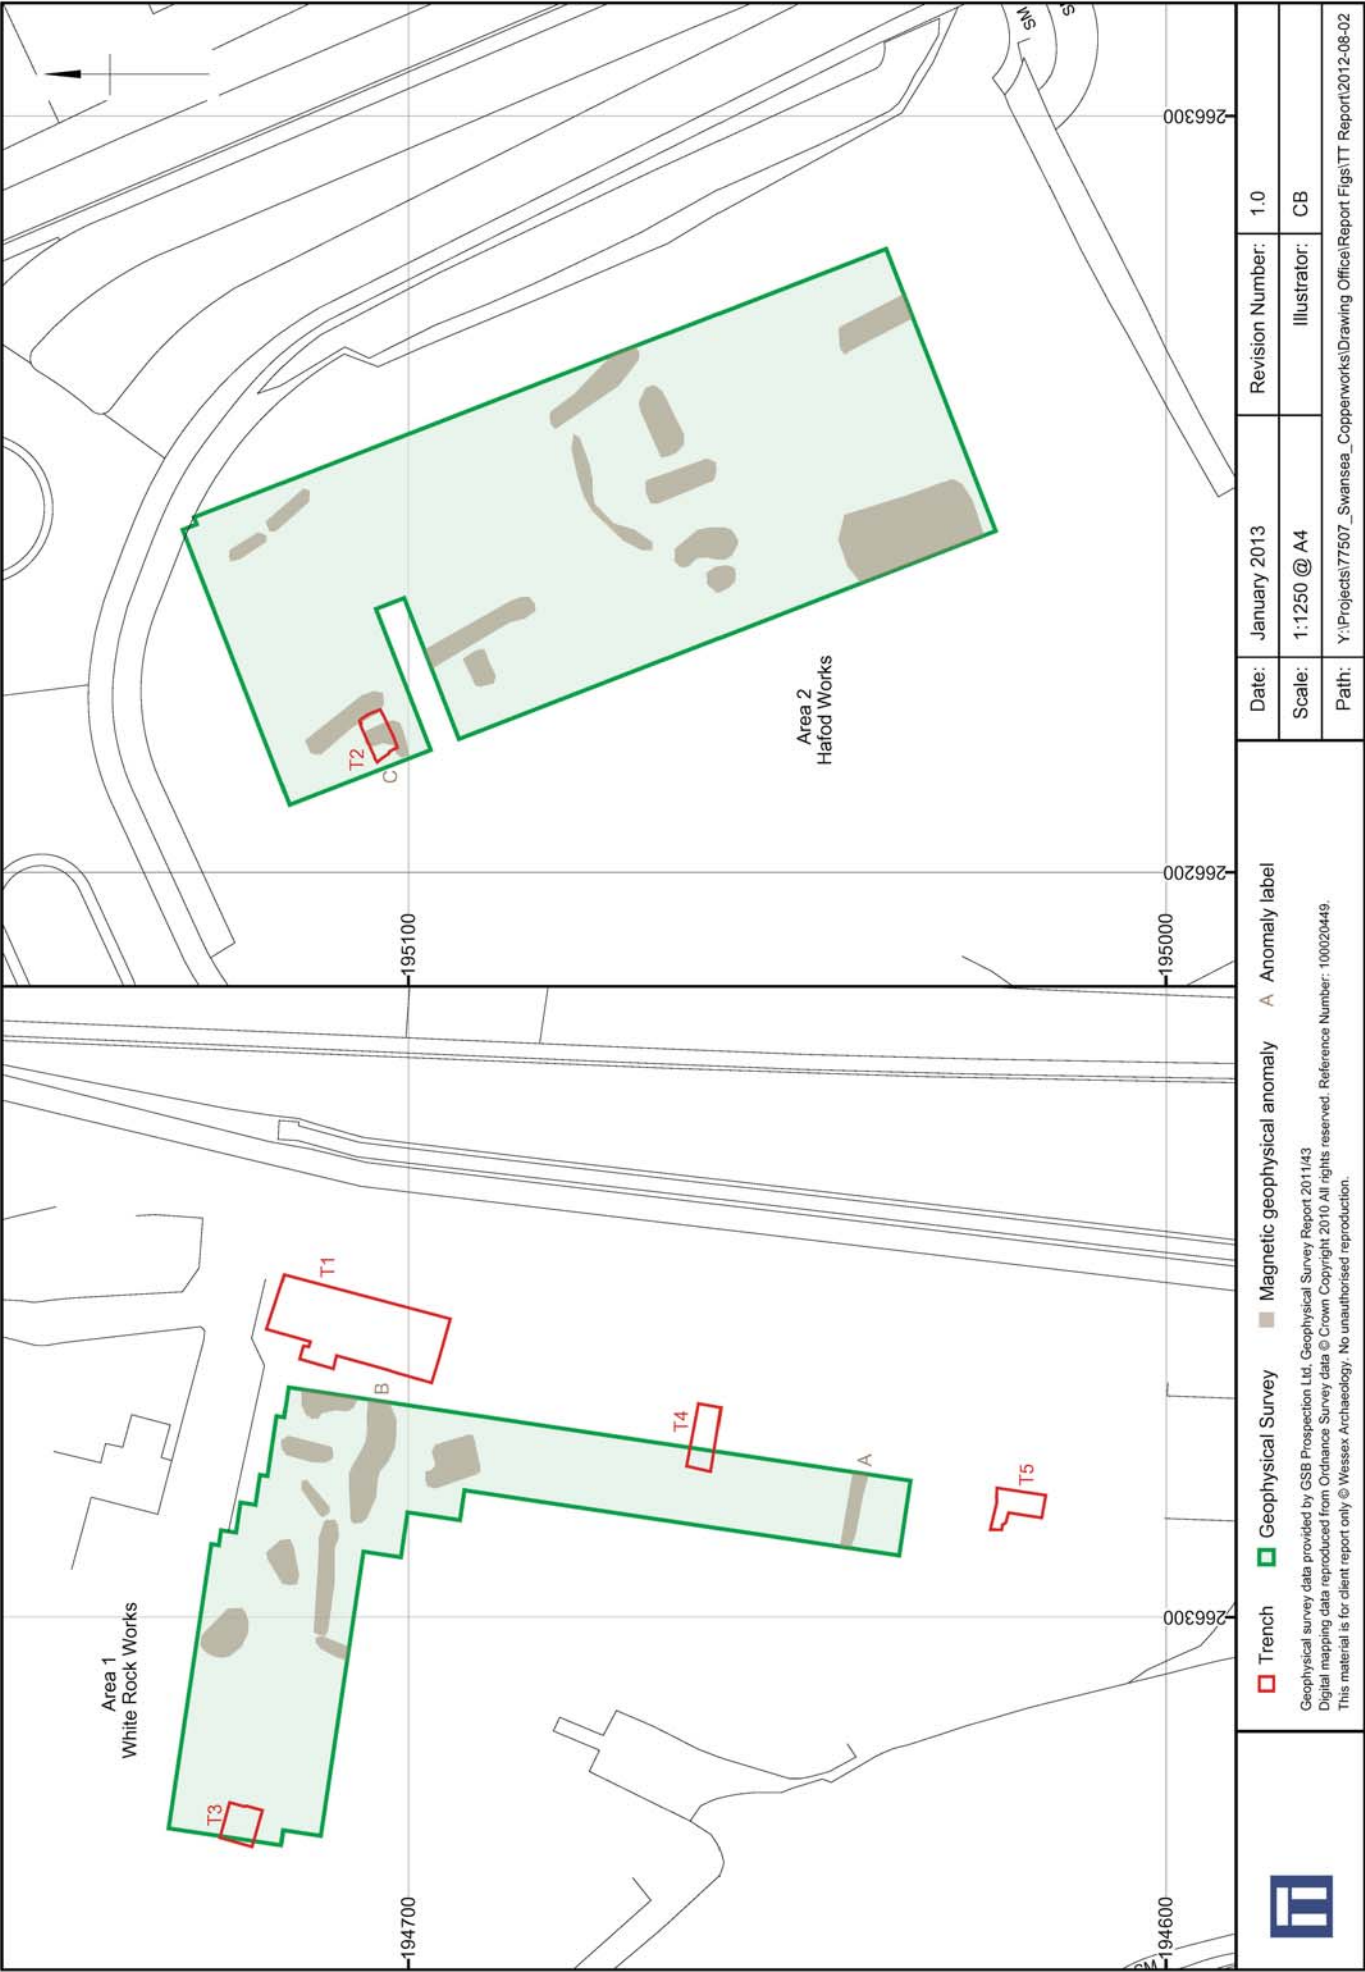 Area 1
White Rock Works
T3
T1
B
T4
A
T5
194700
194600
266300
SM
Area 2
Hafod Works
T2
C
195100
195000
266200
266300
SM
Trench
Geophysical Survey
Magnetic geophysical anomaly
A Anomaly label
Geophysical survey data provided by GSB Prospection Ltd, Geophysical Survey Report 2011/43
Digital mapping data reproduced from Ordnance Survey data © Crown Copyright 2010 All rights reserved. Reference Number: 100020449.
This material is for client report only © Wessex Archaeology. No unauthorised reproduction.
Date: January 2013 Revision Number: 1.0
Scale: 1:1250 @ A4 Illustrator: CB
Path: Y:\Projects\77507_Swansea_Copperworks\Drawing Office\Report Figs\TT Report\2012-08-02